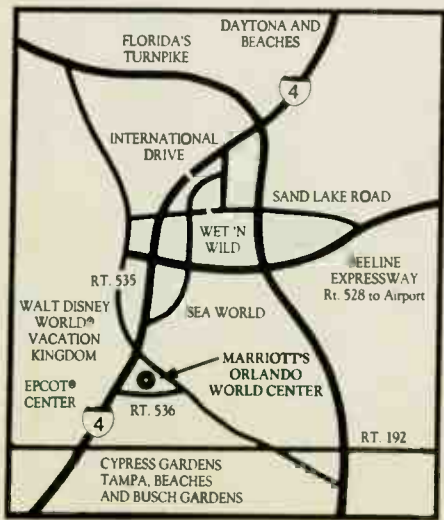 DAYTONA AND
BEACHES
FLORIDA'S
TURNPIKE
4
INTERNATIONAL
DRIVE
SAND LAKE ROAD
WET 'N
WILD
EELINE
EXPRESSWAY
Rt. 528 to Airport
RT. 535
SEA WORLD
WALT DISNEY
WORLD®
VACATION
KINGDOM
MARRIOTT'S
ORLANDO
WORLD CENTER
EPCOT®
CENTER
RT. 536
4
RT. 192
CYPRESS GARDENS
TAMPA, BEACHES
AND BUSCH GARDENS